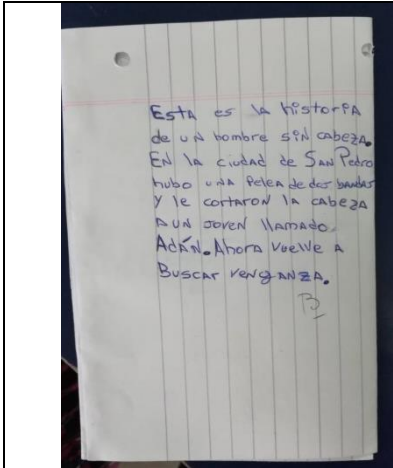 Esta es la historia
de un hombre sin cabeza.
En la ciudad de San Pedro
hubo una Pelea de dos bandas
y le cortaron la cabeza
a un joven llamado
Adán. Ahora vuelve a
Buscar venganza.
B